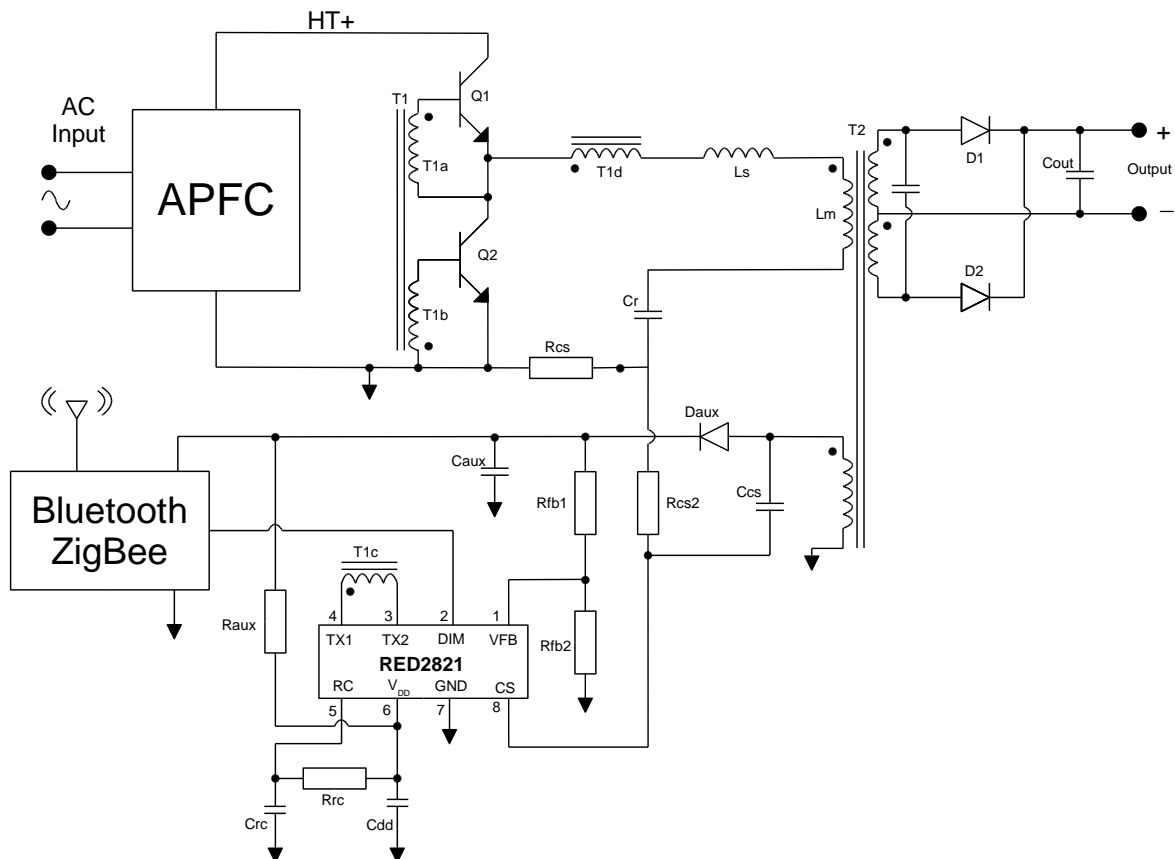 HT+
AC
Input
APFC
T1
Q1
T1a
Q2
T1b
T1d
Ls
T2
Lm
D1
Cout
+
Output
–
D2
Cr
Rcs
Daux
Caux
Rfb1
Rcs2
Ccs
Bluetooth
ZigBee
T1c
Raux
4 3 2 1
TX1 TX2 DIM VFB
Rfb2
RED2821
RC VDD GND CS
5 6 7 8
Rrc
Crc
Cdd